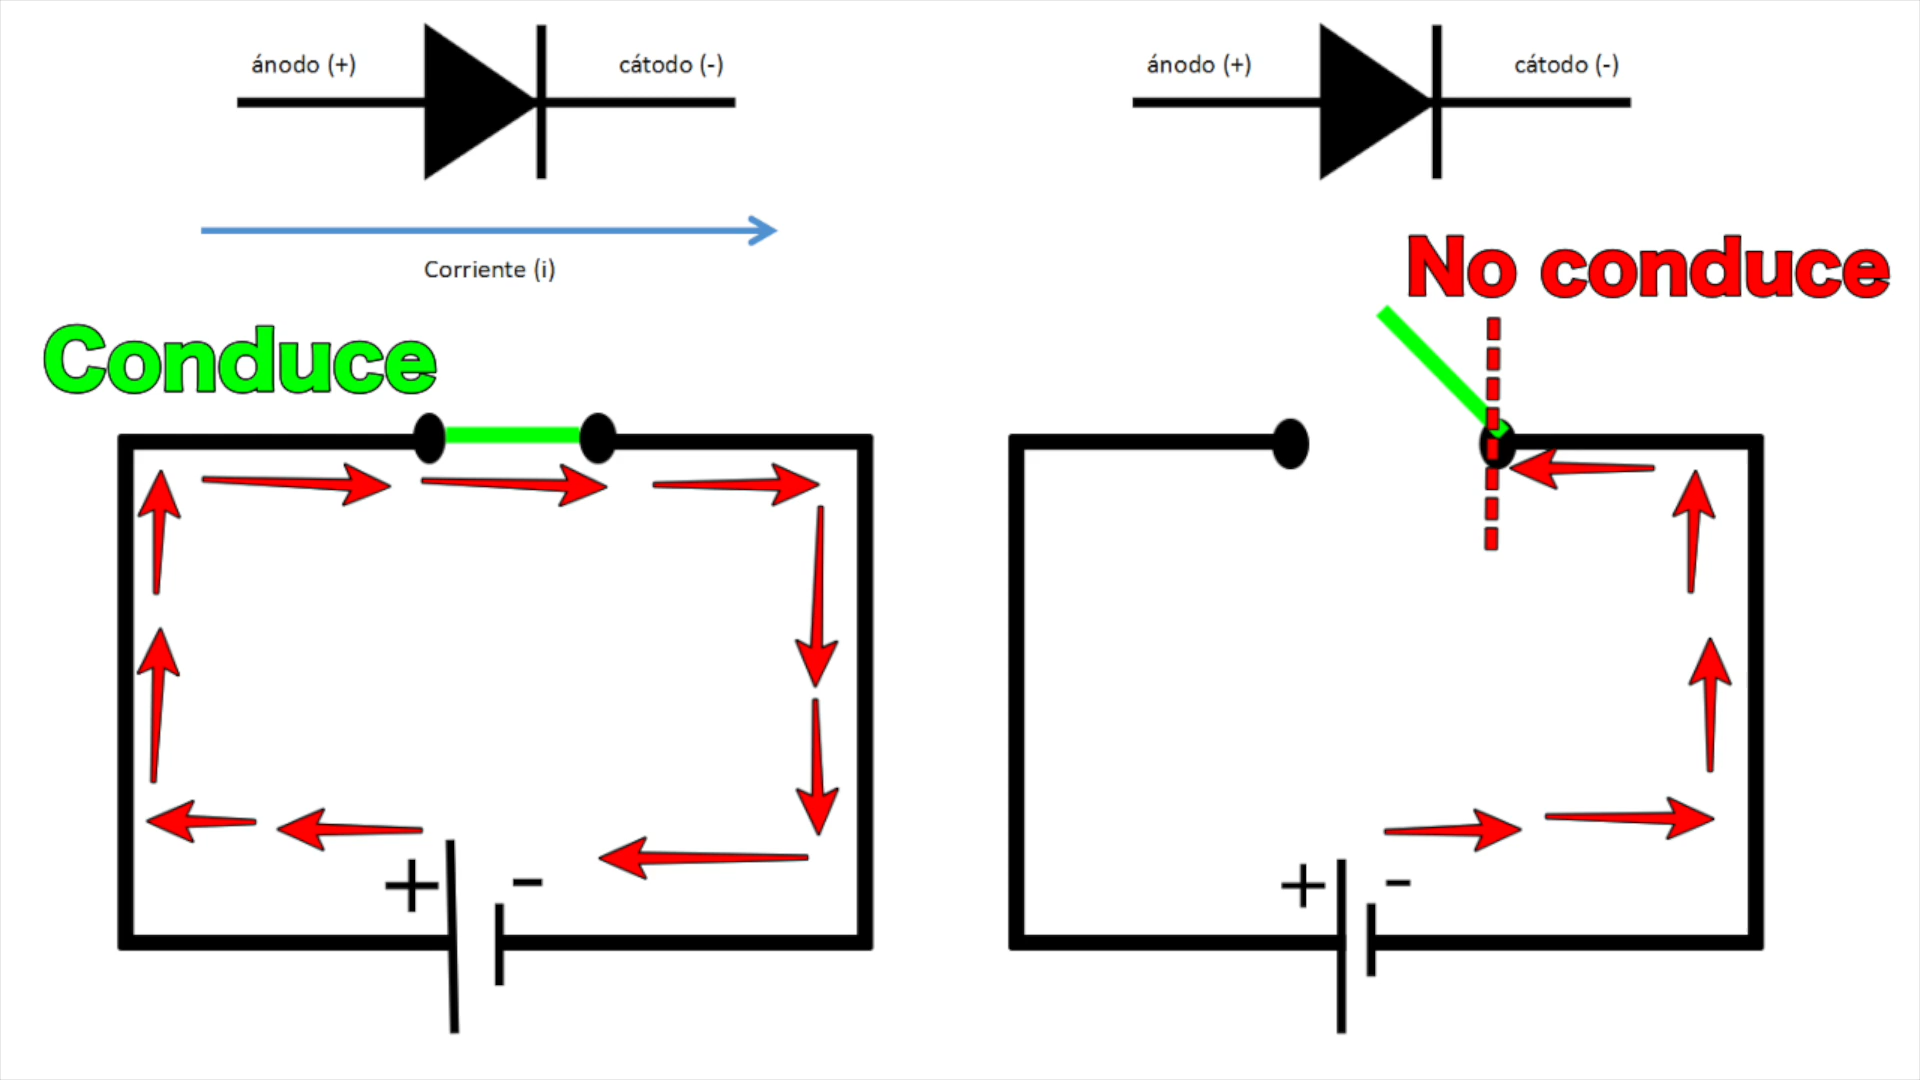 ánodo (+)
cátodo (-)
Corriente (i)
Conduce
+
-
ánodo (+)
cátodo (-)
No conduce
+
-